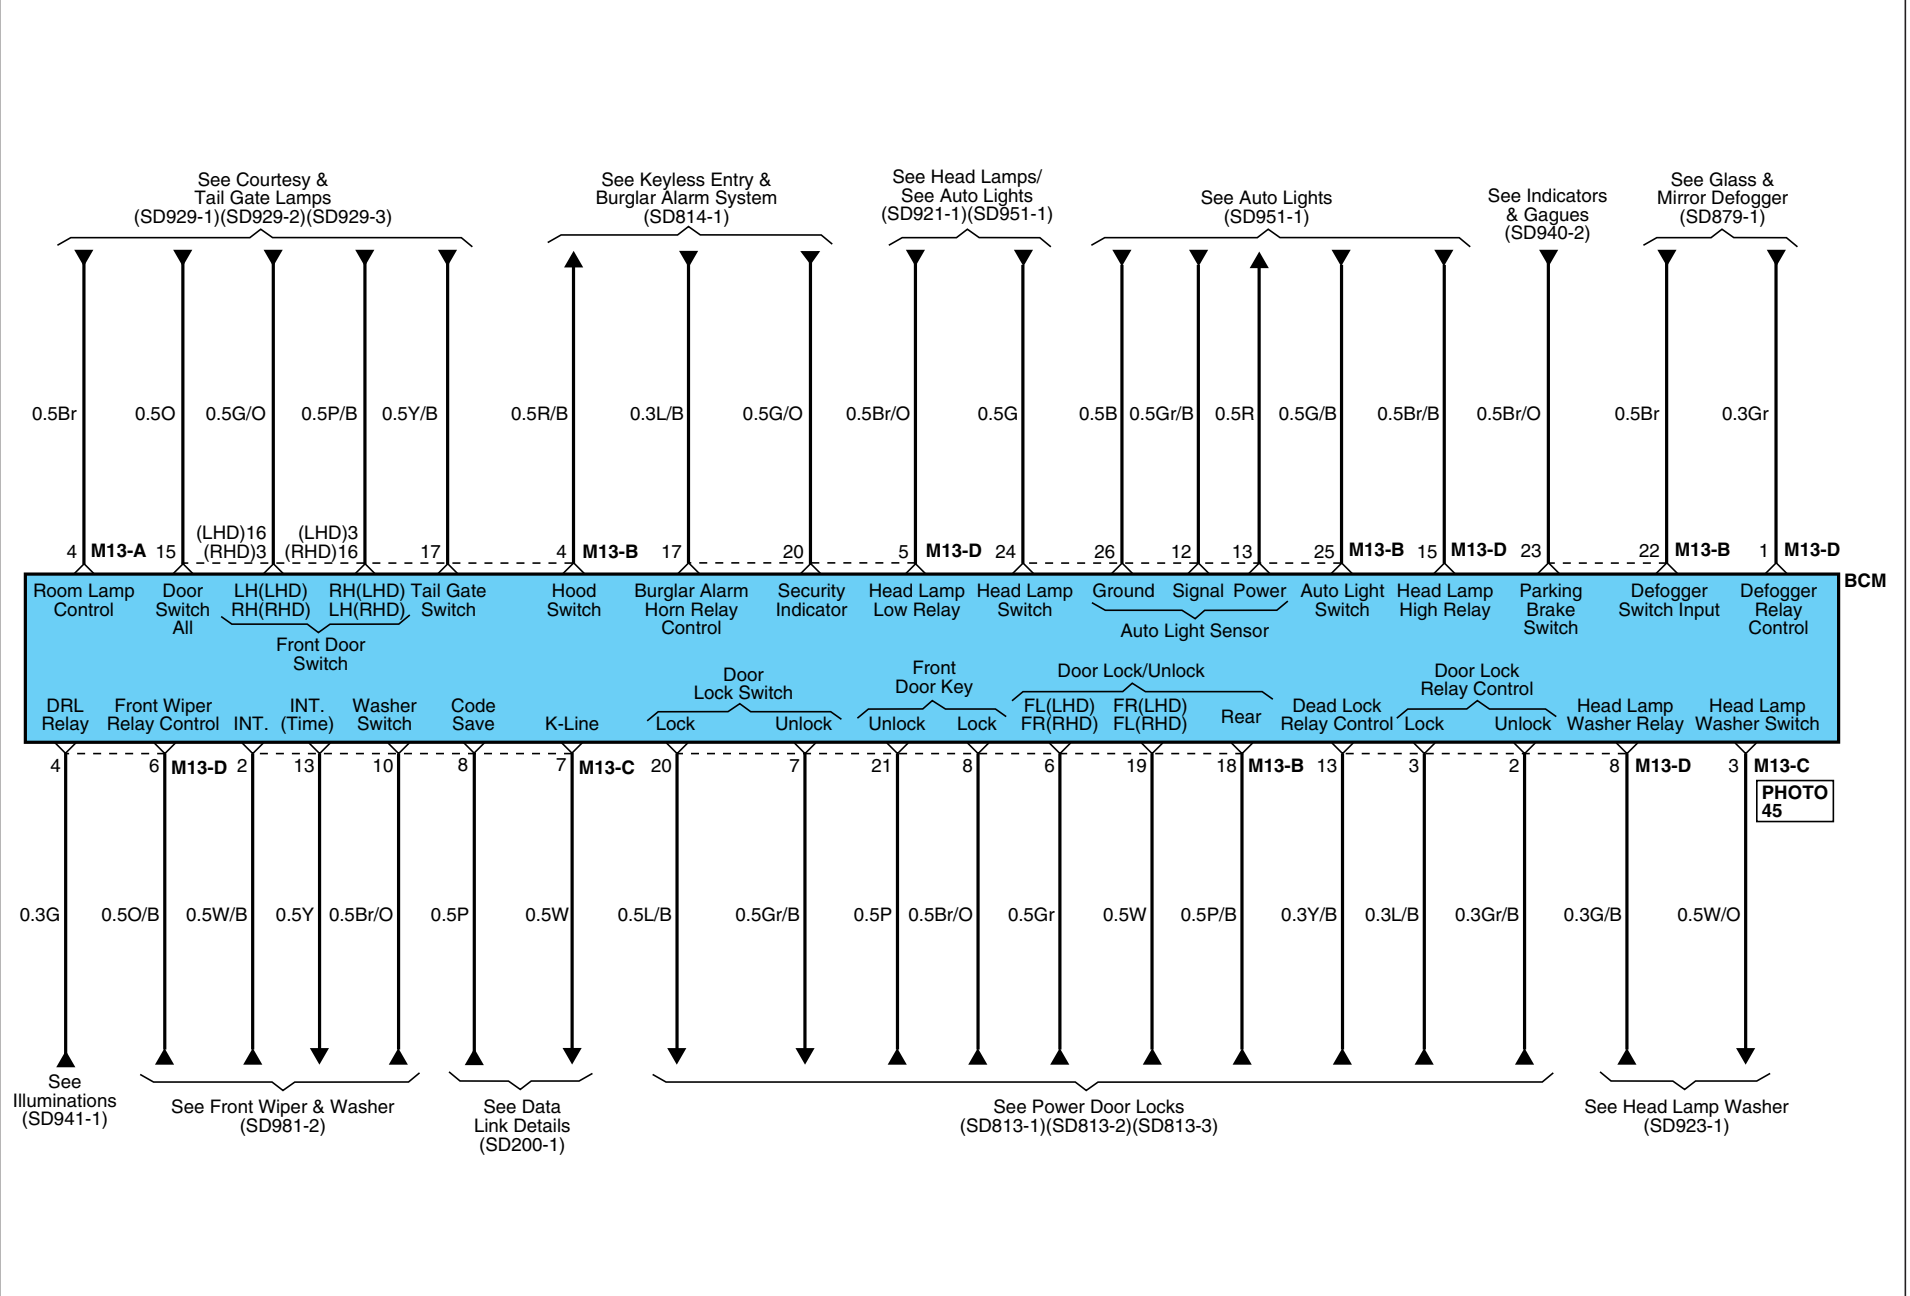 See Courtesy &
Tail Gate Lamps
(SD929-1)(SD929-2)(SD929-3)
See Keyless Entry &
Burglar Alarm System
(SD814-1)
See Head Lamps/
See Auto Lights
(SD921-1)(SD951-1)
See Auto Lights
(SD951-1)
See Indicators
& Gagues
(SD940-2)
See Glass &
Mirror Defogger
(SD879-1)
0.5Br 0.5O 0.5G/O 0.5P/B 0.5Y/B 0.5R/B 0.3L/B 0.5G/O 0.5Br/O 0.5G 0.5B 0.5Gr/B 0.5R 0.5G/B 0.5Br/B 0.5Br/O 0.5Br 0.3Gr
(LHD)16 (LHD)3
4 M13-A 15 (RHD)3 (RHD)16 17 4 M13-B 17 20 5 M13-D 24 26 12 13 25 M13-B 15 M13-D 23 22 M13-B 1 M13-D
BCM
Room Lamp
Control
Door
Switch
All
LH(LHD)
RH(RHD)
RH(LHD)
LH(RHD)
Front Door
Switch
Tail Gate
Switch
Hood
Switch
Burglar Alarm
Horn Relay
Control
Security
Indicator
Head Lamp
Low Relay
Head Lamp
Switch
Ground Signal Power
Auto Light Sensor
Auto Light
Switch
Head Lamp
High Relay
Parking
Brake
Switch
Defogger
Switch Input
Defogger
Relay
Control
DRL
Relay
Front Wiper
Relay Control
INT.
INT.
(Time)
Washer
Switch
Code
Save
K-Line
Door
Lock Switch
Lock Unlock
Front
Door Key
Unlock Lock
Door Lock/Unlock
FL(LHD)
FR(RHD)
FR(LHD)
FL(RHD)
Rear
Dead Lock
Relay Control
Door Lock
Relay Control
Lock Unlock
Head Lamp
Washer Relay
Head Lamp
Washer Switch
4 6 M13-D 2 13 10 8 7 M13-C 20 7 21 8 6 19 18 M13-B 13 3 2 8 M13-D 3 M13-C
PHOTO
45
0.3G 0.5O/B 0.5W/B 0.5Y 0.5Br/O 0.5P 0.5W 0.5L/B 0.5Gr/B 0.5P 0.5Br/O 0.5Gr 0.5W 0.5P/B 0.3Y/B 0.3L/B 0.3Gr/B 0.3G/B 0.5W/O
See
Illuminations
(SD941-1)
See Front Wiper & Washer
(SD981-2)
See Data
Link Details
(SD200-1)
See Power Door Locks
(SD813-1)(SD813-2)(SD813-3)
See Head Lamp Washer
(SD923-1)